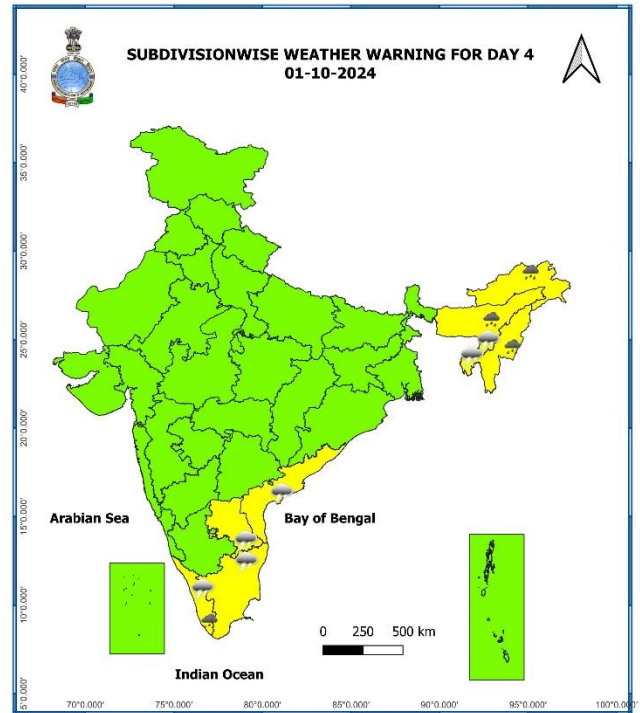 SUBDIVISIONWISE WEATHER WARNING FOR DAY 4
01-10-2024
40°0.000'
35°0.000'
30°0.000'
25°0.000'
20°0.000'
15°0.000'
10°0.000'
5°0.000'
Arabian Sea
Bay of Bengal
Indian Ocean
0 250 500 km
70°0.000' 75°0.000' 80°0.000' 85°0.000' 90°0.000' 95°0.000' 100°0.000'